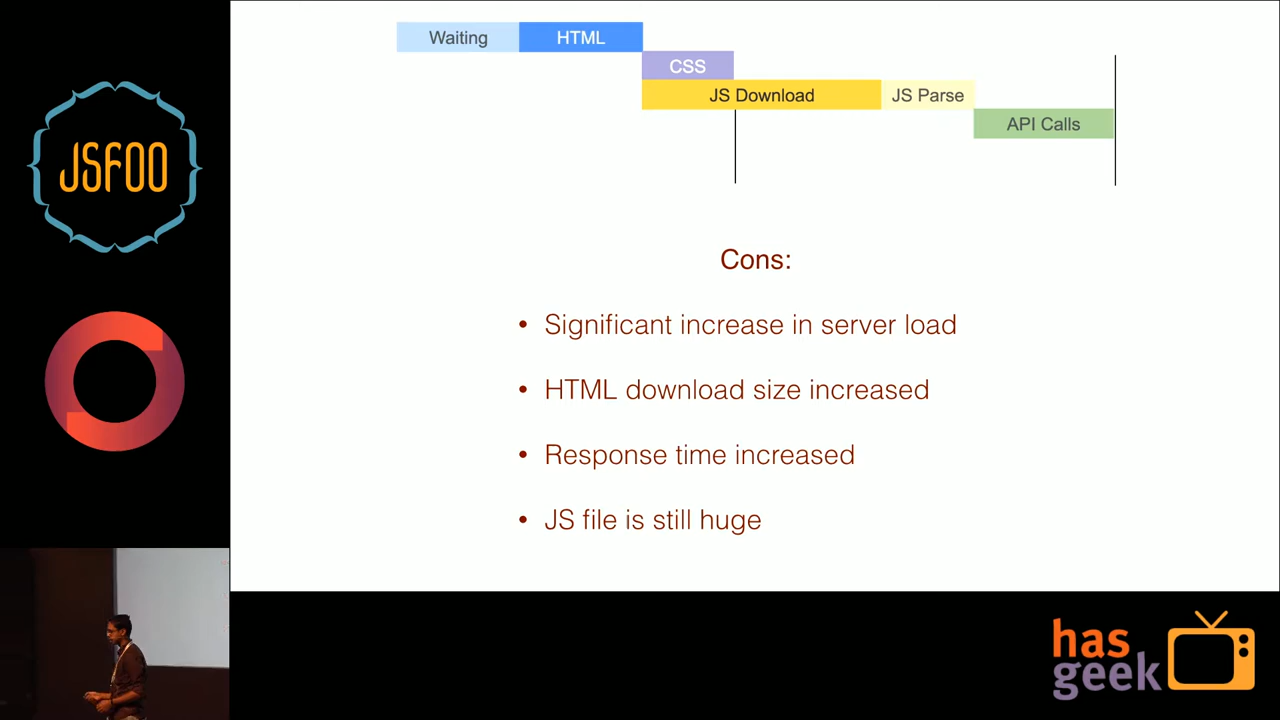 Waiting
HTML
CSS
JS Download
JS Parse
API Calls
JSFOO
Cons:
• Significant increase in server load
• HTML download size increased
• Response time increased
• JS file is still huge
has
geek